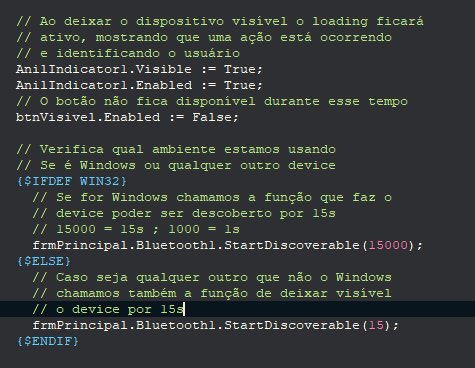 // Ao deixar o dispositivo visível o loading ficará
// ativo, mostrando que uma ação está ocorrendo
// e identificando o usuário
AnilIndicator1.Visible := True;
AnilIndicator1.Enabled := True;
// O botão não fica disponível durante esse tempo
btnVisivel.Enabled := False;
// Verifica qual ambiente estamos usando
// Se é Windows ou qualquer outro device
{$IFDEF WIN32}
// Se for Windows chamamos a função que faz o
// device poder ser descoberto por 15s
// 15000 = 15s ; 1000 = 1s
frmPrincipal.Bluetooth1.StartDiscoverable(15000);
{$ELSE}
// Caso seja qualquer outro que não o Windows
// chamamos também a função de deixar visível
// o device por 15s
frmPrincipal.Bluetooth1.StartDiscoverable(15);
{$ENDIF}